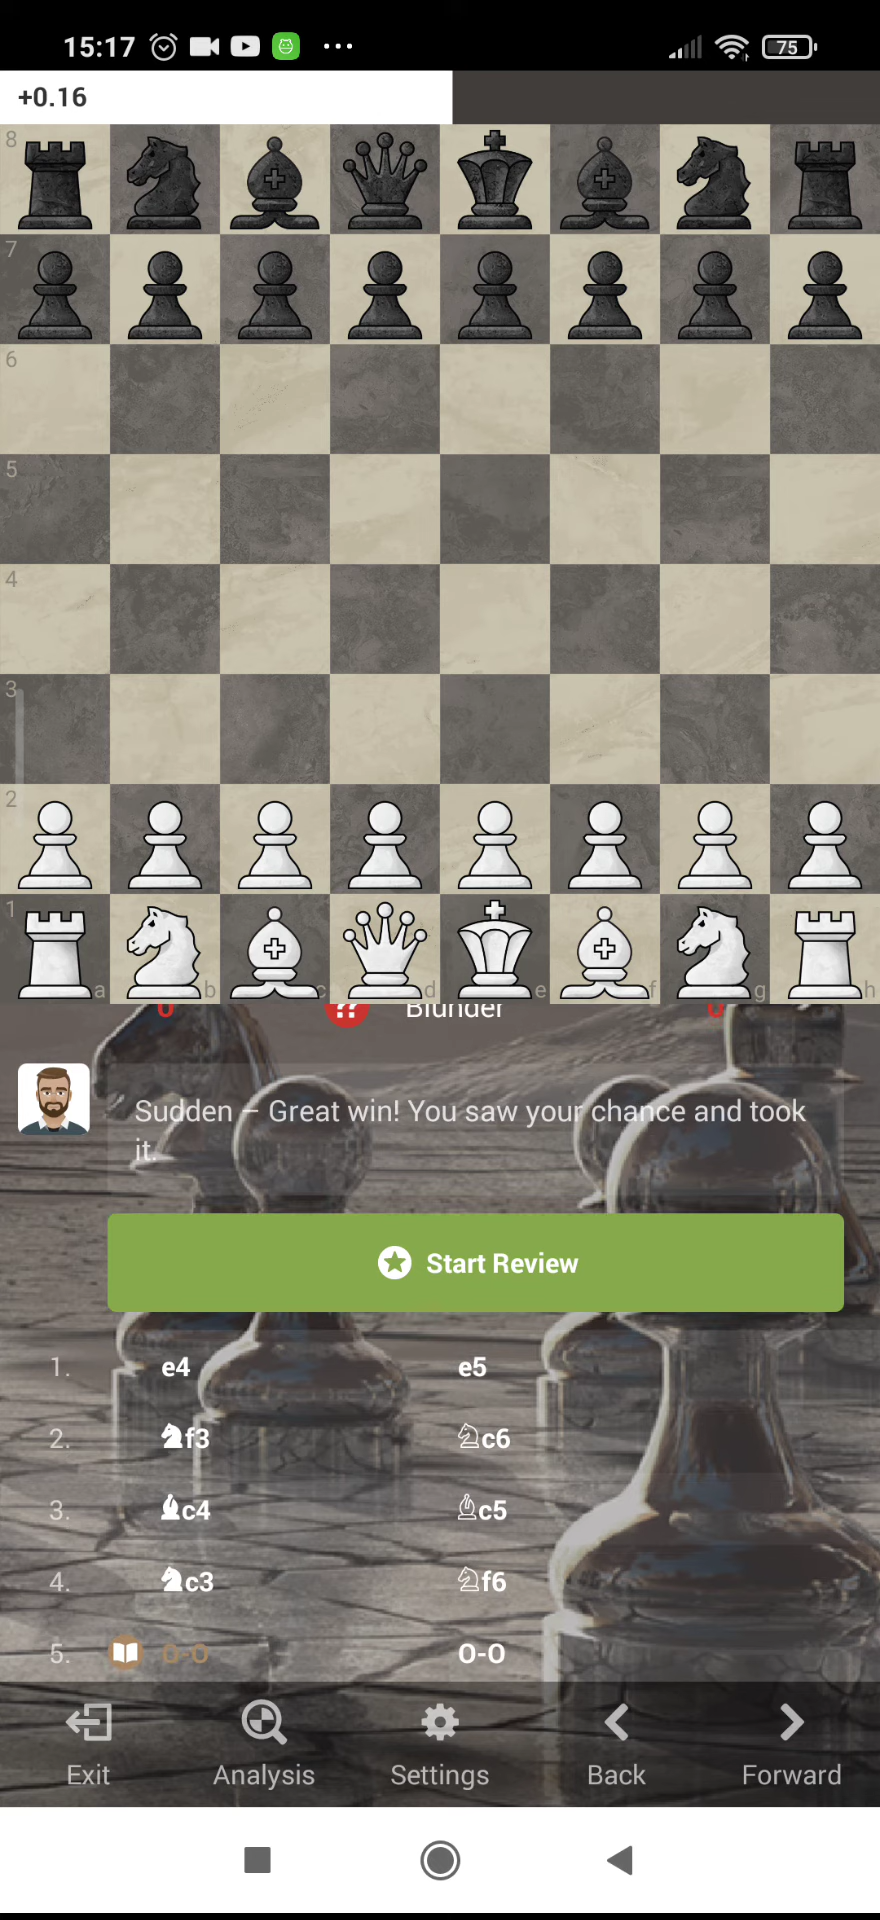 15:17 75
+0.16
8
7
6
5
4
3
2
1
a b c d e f g h
0 ?? Blunder 0
Sudden – Great win! You saw your chance and took
it.
Start Review
1. e4 e5
2. ♞f3 ♘c6
3. ♝c4 ♗c5
4. ♞c3 ♘f6
5. O-O O-O
Exit Analysis Settings Back Forward